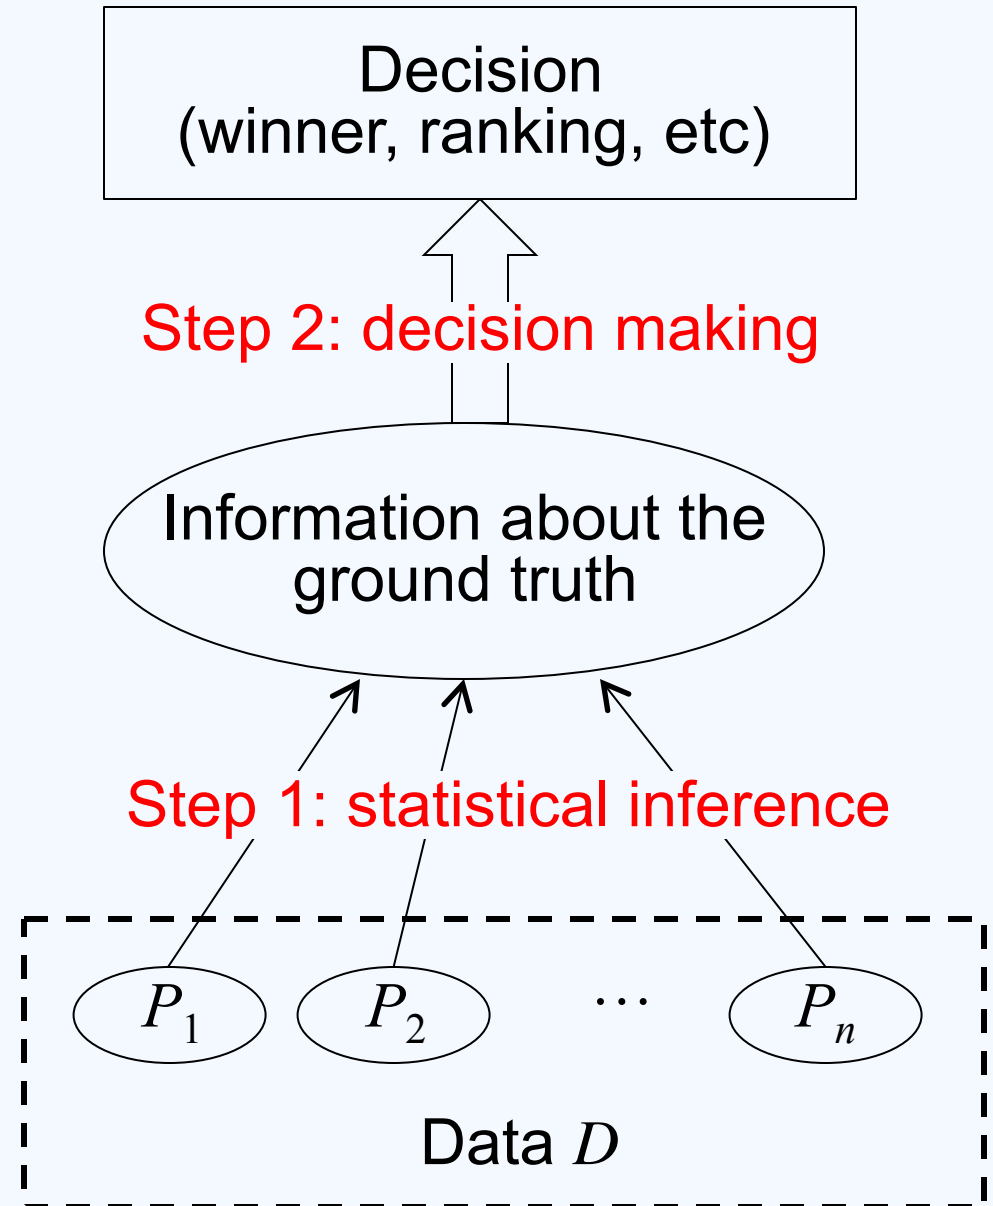 Decision
(winner, ranking, etc)
Step 2: decision making
Information about the
ground truth
Step 1: statistical inference
P1 P2 … Pn
Data D